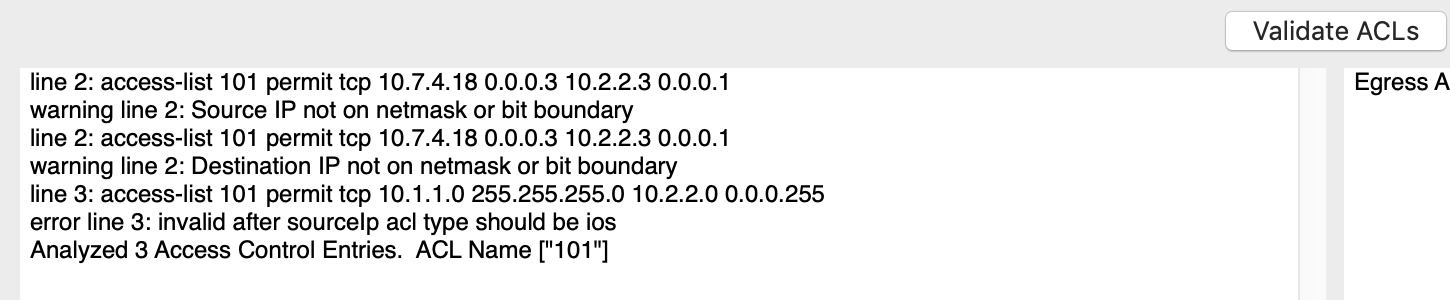 Validate ACLs
line 2: access-list 101 permit tcp 10.7.4.18 0.0.0.3 10.2.2.3 0.0.0.1
warning line 2: Source IP not on netmask or bit boundary
line 2: access-list 101 permit tcp 10.7.4.18 0.0.0.3 10.2.2.3 0.0.0.1
warning line 2: Destination IP not on netmask or bit boundary
line 3: access-list 101 permit tcp 10.1.1.0 255.255.255.0 10.2.2.0 0.0.0.255
error line 3: invalid after sourceIp acl type should be ios
Analyzed 3 Access Control Entries.  ACL Name ["101"]
Egress A